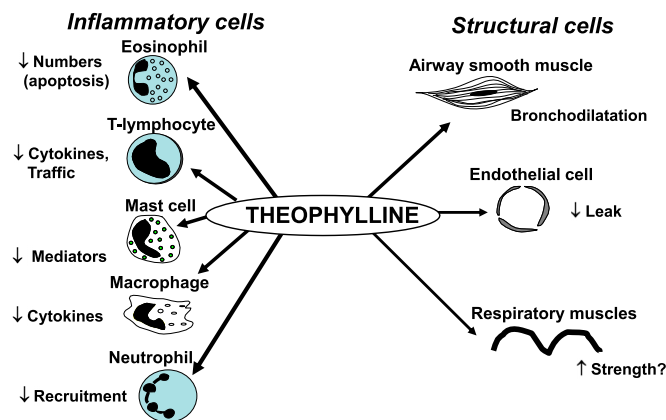 Inflammatory cells
Eosinophil
↓ Numbers
(apoptosis)
T-lymphocyte
↓ Cytokines,
Traffic
Mast cell
↓ Mediators
Macrophage
↓ Cytokines
Neutrophil
↓ Recruitment
THEOPHYLLINE
Structural cells
Airway smooth muscle
Bronchodilatation
Endothelial cell
↓ Leak
Respiratory muscles
↑ Strength?